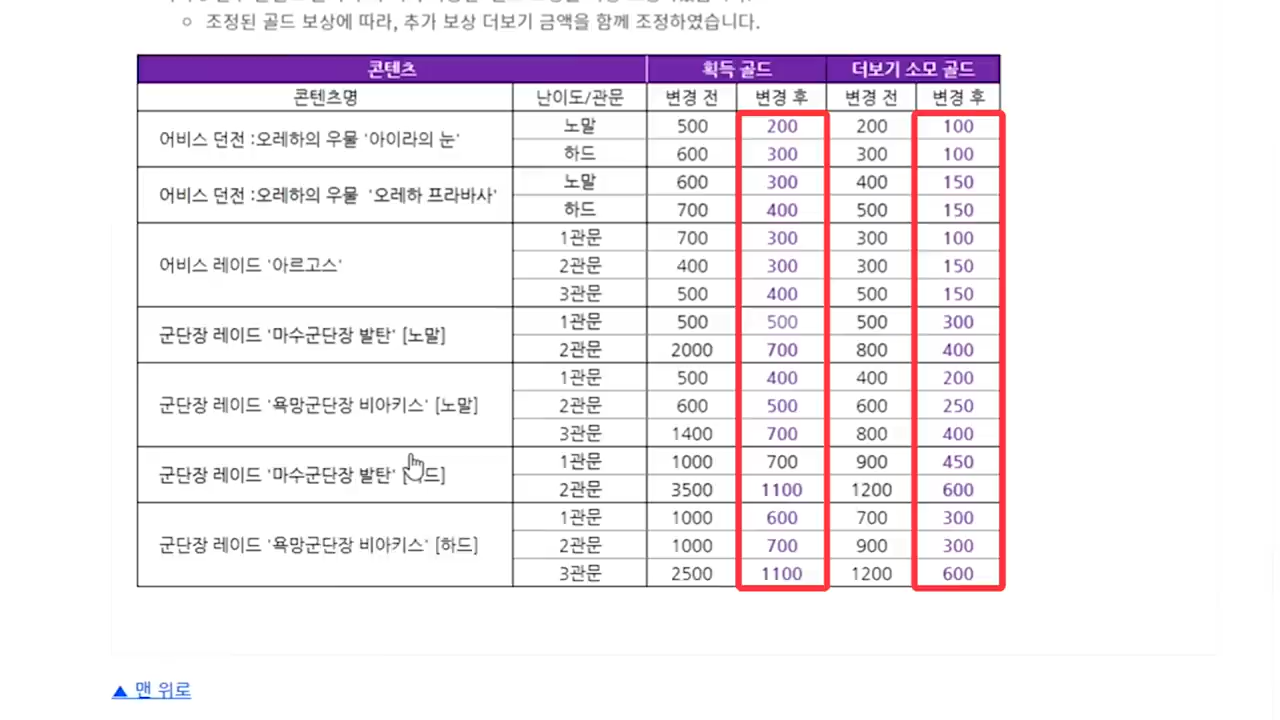 조정된 골드 보상에 따라, 추가 보상 더보기 금액을 함께 조정하였습니다.
콘텐츠 획득 골드 더보기 소모 골드
콘텐츠명 난이도/관문 변경 전 변경 후 변경 전 변경 후
어비스 던전 :오레하의 우물 '아이라의 눈'
노말 500 200 200 100
하드 600 300 300 100
어비스 던전 :오레하의 우물 '오레하 프라바사'
노말 600 300 400 150
하드 700 400 500 150
어비스 레이드 '아르고스'
1관문 700 300 300 100
2관문 400 300 300 150
3관문 500 400 500 150
군단장 레이드 '마수군단장 발탄' [노말]
1관문 500 500 500 300
2관문 2000 700 800 400
군단장 레이드 '욕망군단장 비아키스' [노말]
1관문 500 400 400 200
2관문 600 500 600 250
3관문 1400 700 800 400
군단장 레이드 '마수군단장 발탄'
1관문 1000 700 900 450
2관문 3500 1100 1200 600
군단장 레이드 '욕망군단장 비아키스' [하드]
1관문 1000 600 700 300
2관문 1000 700 900 300
3관문 2500 1100 1200 600
▲ 맨 위로